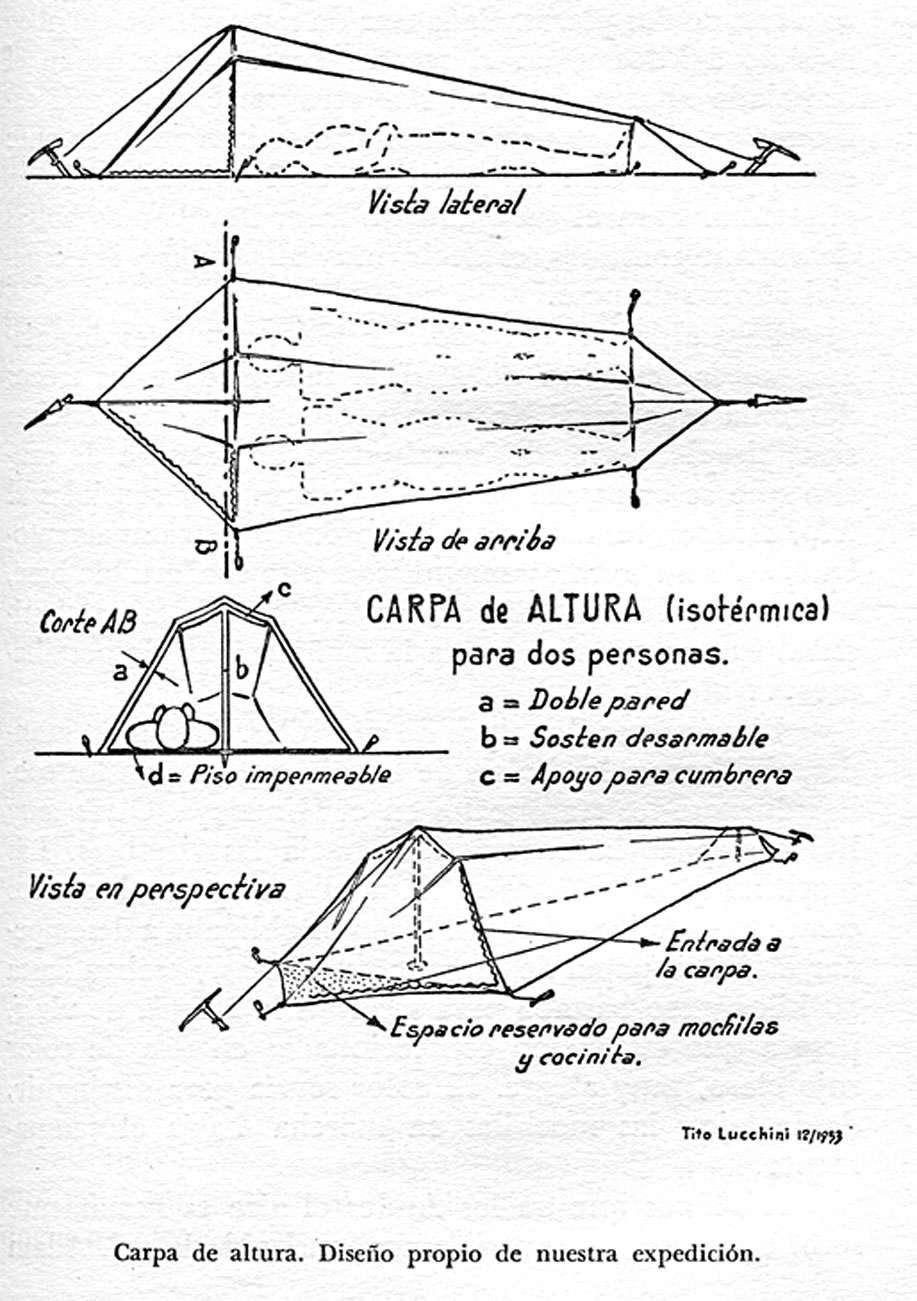 Vista lateral
A
B
Vista de arriba
Corte AB
c
a
b
d = Piso impermeable
CARPA de ALTURA (isotérmica)
para dos personas.
a = Doble pared
b = Sosten desarmable
c = Apoyo para cumbrera
Vista en perspectiva
Entrada a
la carpa.
Espacio reservado para mochilas
y cocinita.
Tito Lucchini 12/1953
Carpa de altura. Diseño propio de nuestra expedición.